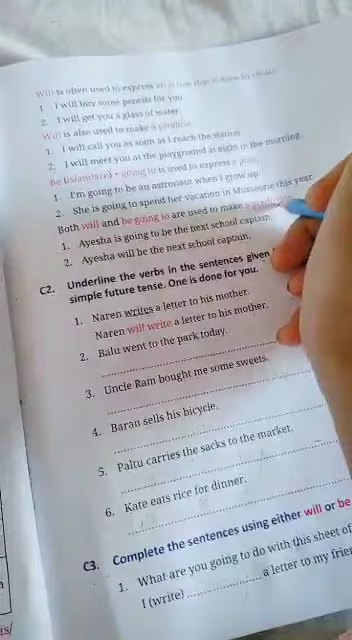 Will is often used to express an action that is done by choice
1. I will buy some pencils for you.
2. I will get you a glass of water.
Will is also used to make a promise.
1. I will call you as soon as I reach the station.
2. I will meet you at the playground at eight in the morning.
Be (is/am/are) + going to is used to express a plan.
1. I'm going to be an astronaut when I grow up.
2. She is going to spend her vacation in Mussoorie this year
Both will and be going to are used to make a
1. Ayesha is going to be the next school captain
2. Ayesha will be the next school captain.
C2. Underline the verbs in the sentences given
simple future tense. One is done for you.
1. Naren writes a letter to his mother.
Naren will write a letter to his mother.
2. Balu went to the park today.
3. Uncle Ram bought me some sweets.
4. Baran sells his bicycle.
5. Paltu carries the sacks to the market.
6. Kate eats rice for dinner.
C3. Complete the sentences using either will or be
1. What are you going to do with this sheet of
I (write) .................. a letter to my
is/